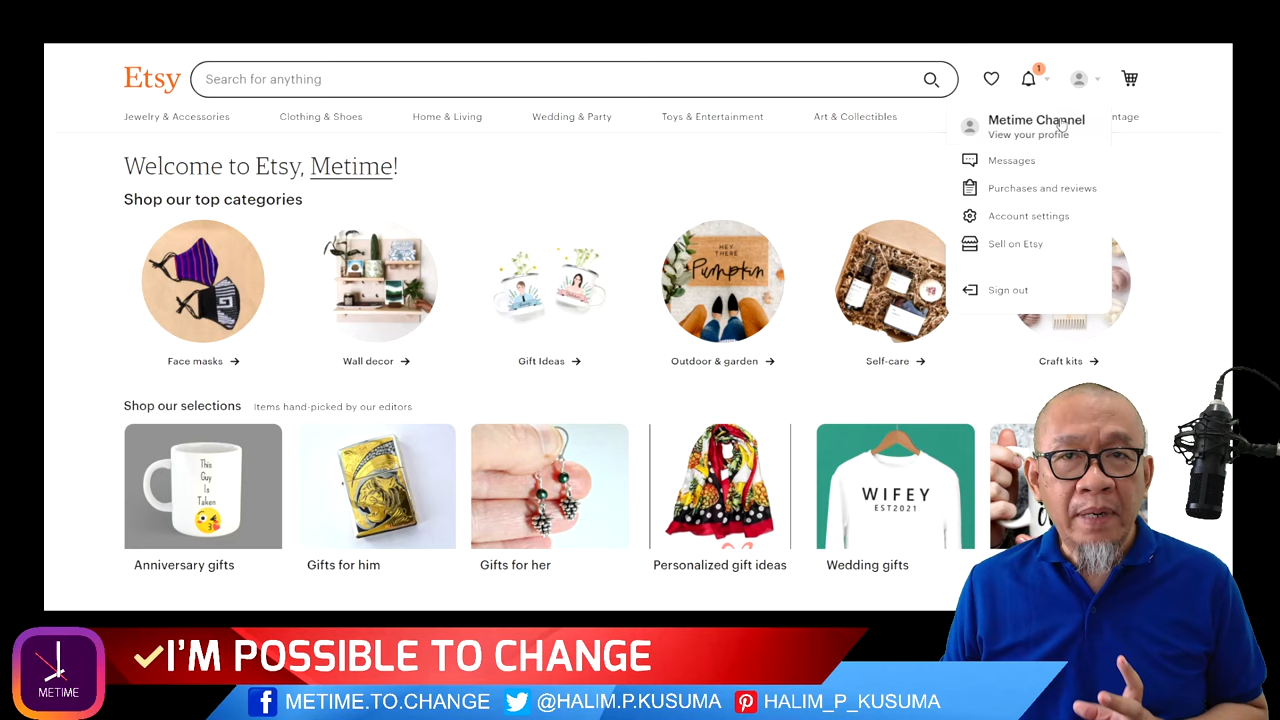 Etsy
Search for anything
1
Jewelry & Accessories
Clothing & Shoes
Home & Living
Wedding & Party
Toys & Entertainment
Art & Collectibles
Metime Channel
View your profile
Messages
Purchases and reviews
Account settings
Sell on Etsy
Sign out
Welcome to Etsy, Metime!
Shop our top categories
HEY
THERE
Pumpkin
Face masks
Wall decor
Gift Ideas
Outdoor & garden
Self-care
Craft kits
Shop our selections
Items hand-picked by our editors
This
Guy
Is
Taken
WIFEY
EST2021
Anniversary gifts
Gifts for him
Gifts for her
Personalized gift ideas
Wedding gifts
METIME
I'M POSSIBLE TO CHANGE
METIME.TO.CHANGE
@HALIM.P.KUSUMA
HALIM_P_KUSUMA